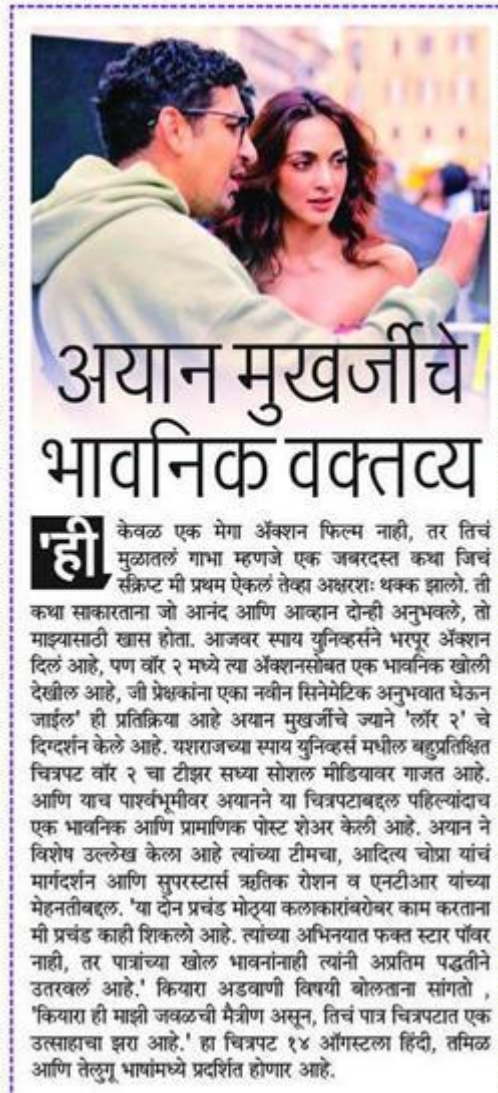 अयान मुखर्जीचे
भावनिक वक्तव्य
'ही केवळ एक मेगा ॲक्शन फिल्म नाही, तर तिचं
मुळातलं गाभा म्हणजे एक जबरदस्त कथा जिचं
स्क्रिप्ट मी प्रथम ऐकलं तेव्हा अक्षरशः थक्क झालो. ती
कथा साकारताना जो आनंद आणि आव्हान दोन्ही अनुभवले, तो
माझ्यासाठी खास होता. आजवर स्पाय युनिव्हर्सने भरपूर ॲक्शन
दिलं आहे, पण वॉर २ मध्ये त्या ॲक्शनसोबत एक भावनिक खोली
देखील आहे, जी प्रेक्षकांना एका नवीन सिनेमेटिक अनुभवात घेऊन
जाईल' ही प्रतिक्रिया आहे अयान मुखर्जीचे ज्याने 'लॉर २' चे
दिग्दर्शन केले आहे. यशराजच्या स्पाय युनिव्हर्स मधील बहुप्रतिक्षित
चित्रपट वॉर २ चा टीझर सध्या सोशल मीडियावर गाजत आहे.
आणि याच पार्श्वभूमीवर अयानने या चित्रपटाबद्दल पहिल्यांदाच
एक भावनिक आणि प्रामाणिक पोस्ट शेअर केली आहे. अयान ने
विशेष उल्लेख केला आहे त्यांच्या टीमचा, आदित्य चोप्रा यांचं
मार्गदर्शन आणि सुपरस्टार्स ऋतिक रोशन व एनटीआर यांच्या
मेहनतीबद्दल. 'या दोन प्रचंड मोठ्या कलाकारांबरोबर काम करताना
मी प्रचंड काही शिकलो आहे. त्यांच्या अभिनयात फक्त स्टार पॉवर
नाही, तर पात्रांच्या खोल भावनांनाही त्यांनी अप्रतिम पद्धतीने
उतरवलं आहे.' कियारा अडवाणी विषयी बोलताना सांगतो ,
'कियारा ही माझी जवळची मैत्रीण असून, तिचं पात्र चित्रपटात एक
उत्साहाचा झरा आहे.' हा चित्रपट १४ ऑगस्टला हिंदी, तमिळ
आणि तेलुगू भाषांमध्ये प्रदर्शित होणार आहे.